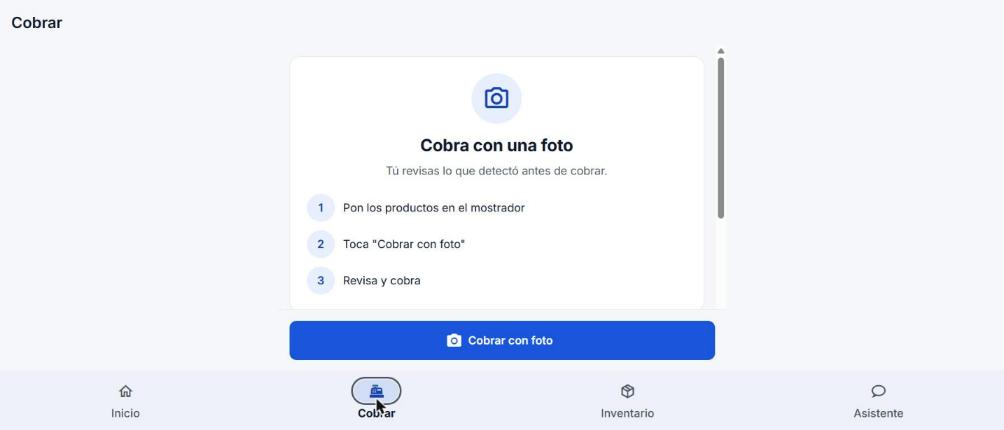 Cobrar
Cobra con una foto
Tú revisas lo que detectó antes de cobrar.
1 Pon los productos en el mostrador
2 Toca "Cobrar con foto"
3 Revisa y cobra
Cobrar con foto
Inicio Cobrar Inventario Asistente